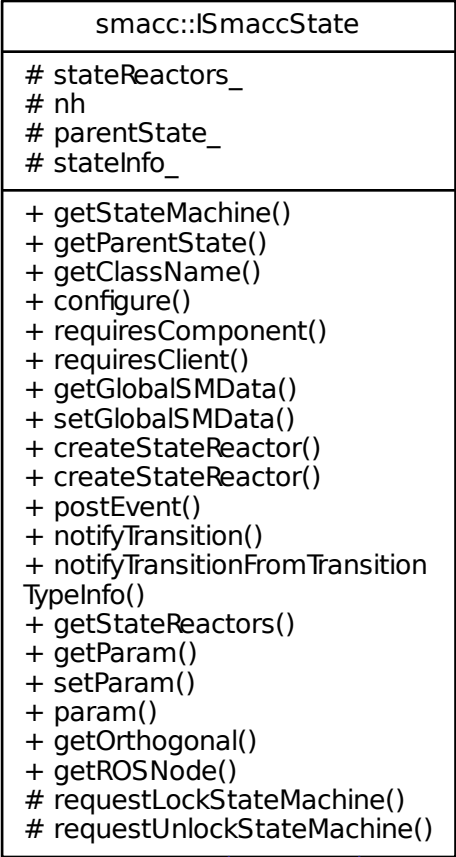 smacc::ISmaccState
# stateReactors_
# nh
# parentState_
# stateInfo_
+ getStateMachine()
+ getParentState()
+ getClassName()
+ configure()
+ requiresComponent()
+ requiresClient()
+ getGlobalSMData()
+ setGlobalSMData()
+ createStateReactor()
+ createStateReactor()
+ postEvent()
+ notifyTransition()
+ notifyTransitionFromTransition
TypeInfo()
+ getStateReactors()
+ getParam()
+ setParam()
+ param()
+ getOrthogonal()
+ getROSNode()
# requestLockStateMachine()
# requestUnlockStateMachine()